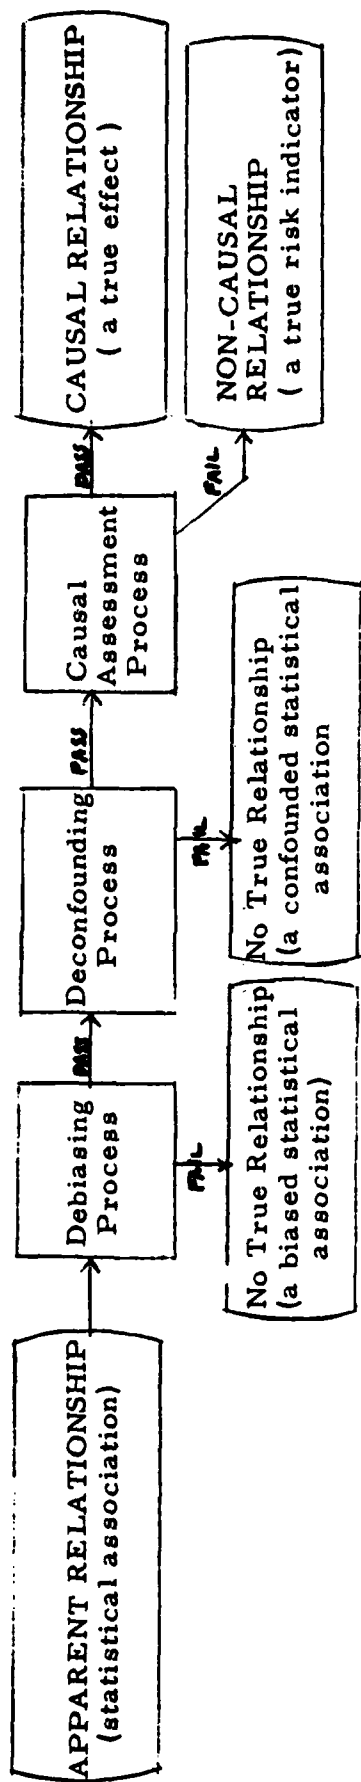 APPARENT RELATIONSHIP
(statistical association)
Debiasing
Process
PASS
FAIL
No True Relationship
(a biased statistical
association)
Deconfounding
Process
PASS
FAIL
No True Relationship
(a confounded statistical
association
Causal
Assessment
Process
PASS
FAIL
CAUSAL RELATIONSHIP
( a true effect )
NON-CAUSAL
RELATIONSHIP
( a true risk indicator)